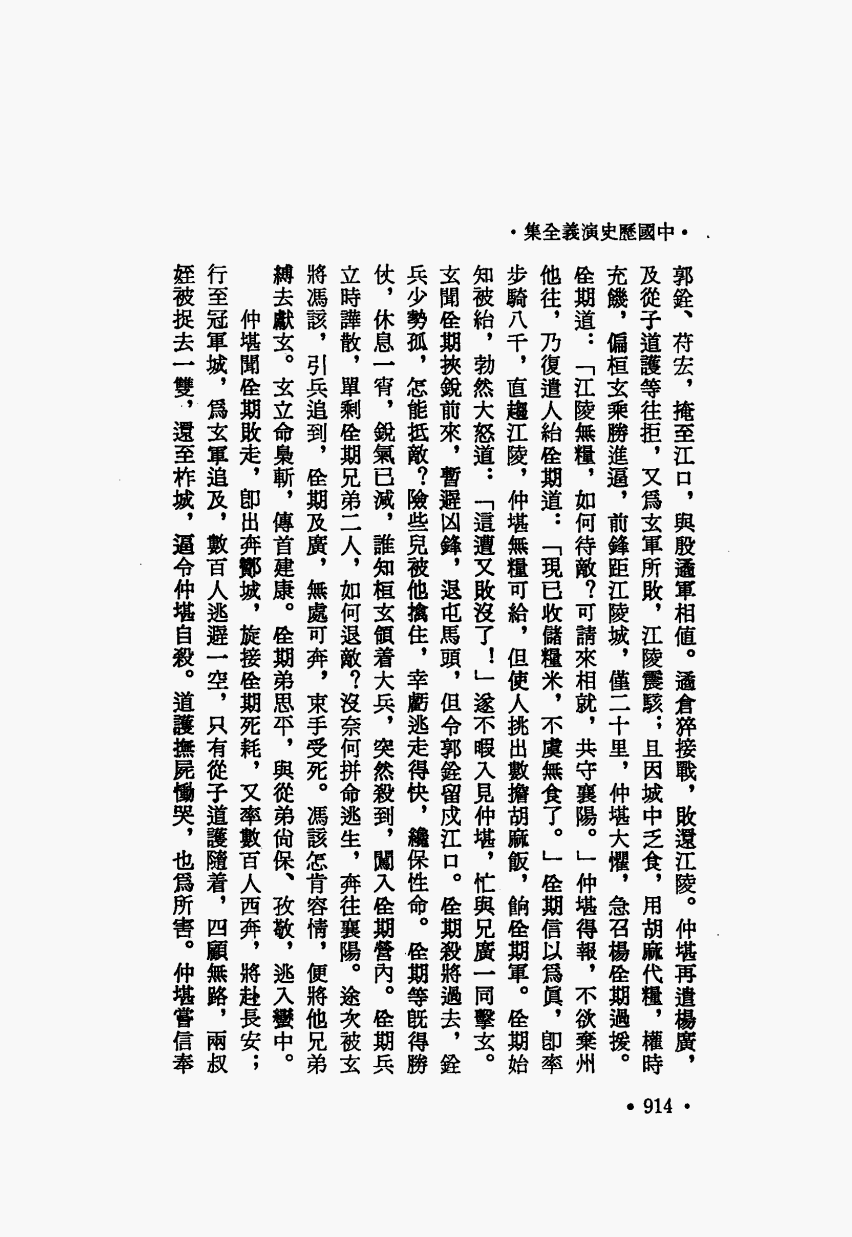 •中國歷史演義全集•
郭銓、苻宏，掩至江口，與殷遹軍相值。遹倉猝接戰，敗還江陵。仲堪再遣楊廣，
及從子道護等往拒，又爲玄軍所敗，江陵震駭；且因城中乏食，用胡麻代糧，權時
充饑，偏桓玄乘勝進逼，前鋒距江陵城，僅二十里，仲堪大懼，急召楊佺期過援。
佺期道：「江陵無糧，如何待敵？可請來相就，共守襄陽。」仲堪得報，不欲棄州
他往，乃復遣人紿佺期道：「現已收儲糧米，不虞無食了。」佺期信以爲眞，卽率
步騎八千，直趨江陵，仲堪無糧可給，但使人挑出數擔胡麻飯，餉佺期軍。佺期始
知被紿，勃然大怒道：「這遭又敗沒了！」遂不暇入見仲堪，忙與兄廣一同擊玄。
玄聞佺期挾銳前來，暫避凶鋒，退屯馬頭，但令郭銓留戍江口。佺期殺將過去，銓
兵少勢孤，怎能抵敵？險些兒被他擒住，幸虧逃走得快，纔保性命。佺期等旣得勝
仗，休息一宵，銳氣已減，誰知桓玄領着大兵，突然殺到，闖入佺期營內。佺期兵
立時譁散，單剩佺期兄弟二人，如何退敵？沒奈何拼命逃生，奔往襄陽。途次被玄
將馮該，引兵追到，佺期及廣，無處可奔，束手受死。馮該怎肯容情，便將他兄弟
縛去獻玄。玄立命梟斬，傳首建康。佺期弟思平，與從弟尙保、孜敬，逃入蠻中。
仲堪聞佺期敗走，卽出奔酇城，旋接佺期死耗，又率數百人西奔，將赴長安；
行至冠軍城，爲玄軍追及，數百人逃避一空，只有從子道護隨着，四顧無路，兩叔
姪被捉去一雙，還至柞城，逼令仲堪自殺。道護撫屍慟哭，也爲所害。仲堪嘗信奉
•914•